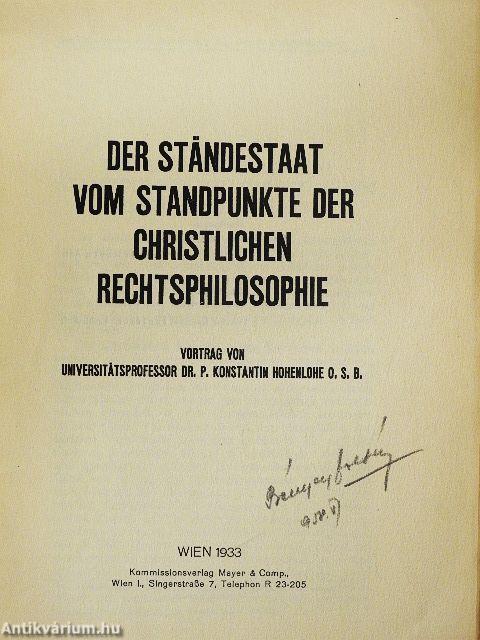 DER STÄNDESTAAT
VOM STANDPUNKTE DER
CHRISTLICHEN
RECHTSPHILOSOPHIE
VORTRAG VON
UNIVERSITÄTSPROFESSOR DR. P. KONSTANTIN HOHENLOHE O. S. B.
WIEN 1933
Kommissionsverlag Mayer & Comp.,
Wien I., Singerstraße 7, Telephon R 23-205
Antikvárium.hu